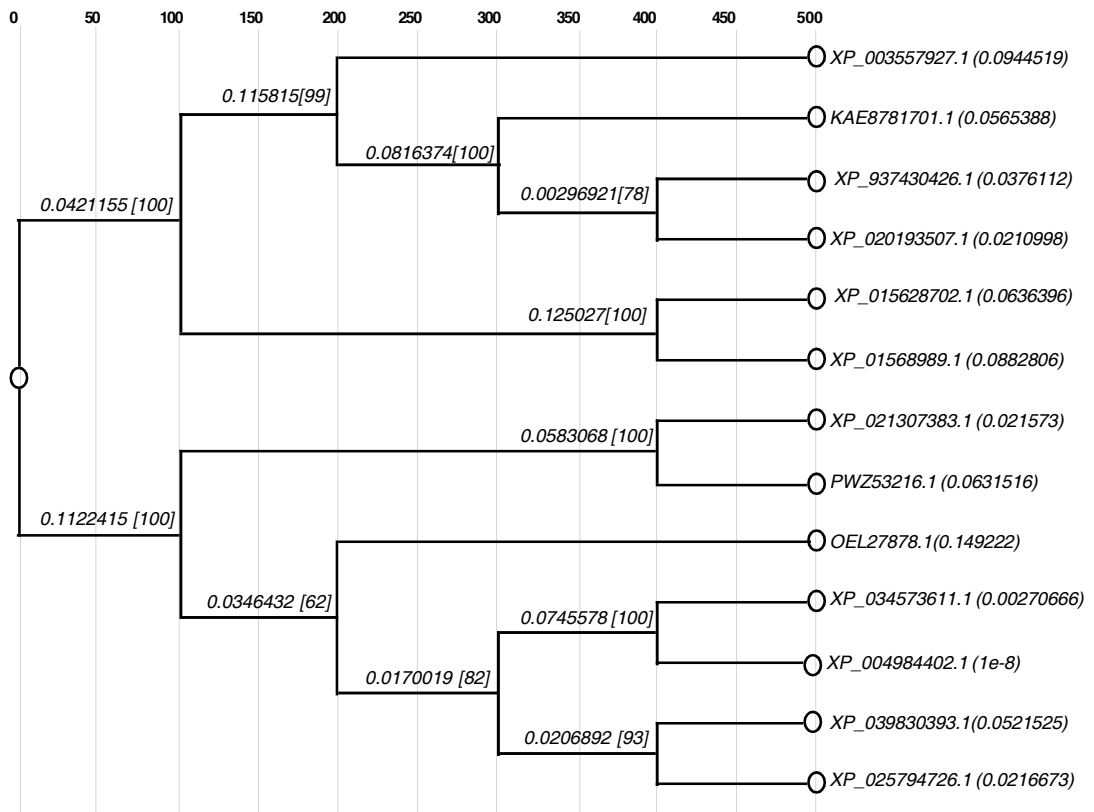 0 50 100 150 200 250 300 350 400 450 500
XP_003557927.1 (0.0944519)
0.115815[99]
KAE8781701.1 (0.0565388)
0.0816374[100]
XP_937430426.1 (0.0376112)
0.00296921[78]
0.0421155 [100]
XP_020193507.1 (0.0210998)
XP_015628702.1 (0.0636396)
0.125027[100]
XP_01568989.1 (0.0882806)
XP_021307383.1 (0.021573)
0.0583068 [100]
PWZ53216.1 (0.0631516)
0.1122415 [100]
OEL27878.1(0.149222)
XP_034573611.1 (0.00270666)
0.0346432 [62]
0.0745578 [100]
XP_004984402.1 (1e-8)
0.0170019 [82]
XP_039830393.1(0.0521525)
0.0206892 [93]
XP_025794726.1 (0.0216673)